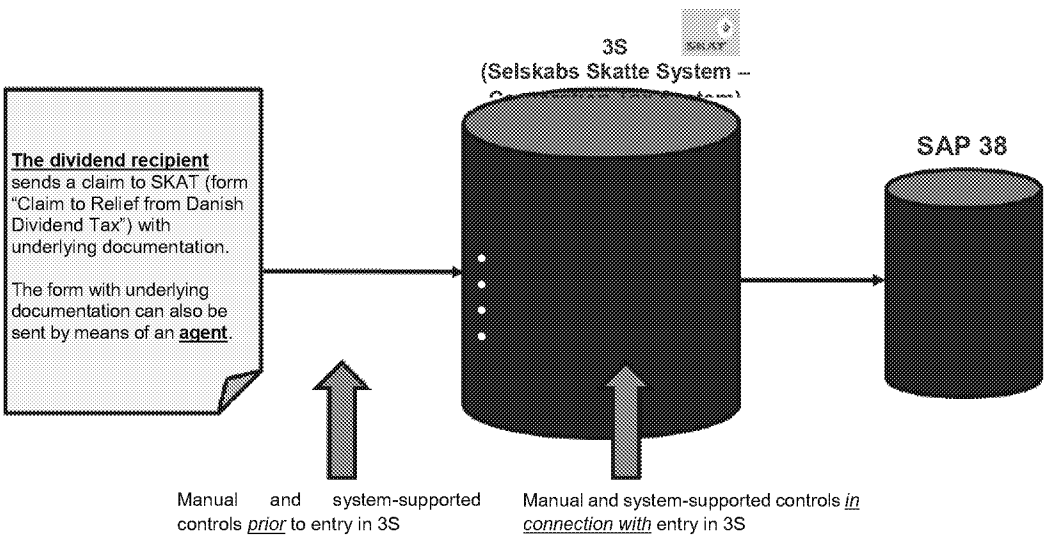 3S
SKAT
(Selskabs Skatte System –
The dividend recipient
sends a claim to SKAT (form
“Claim to Relief from Danish
Dividend Tax”) with
underlying documentation.
The form with underlying
documentation can also be
sent by means of an agent.
SAP 38
Manual and system-supported
controls prior to entry in 3S
Manual and system-supported controls in
connection with entry in 3S